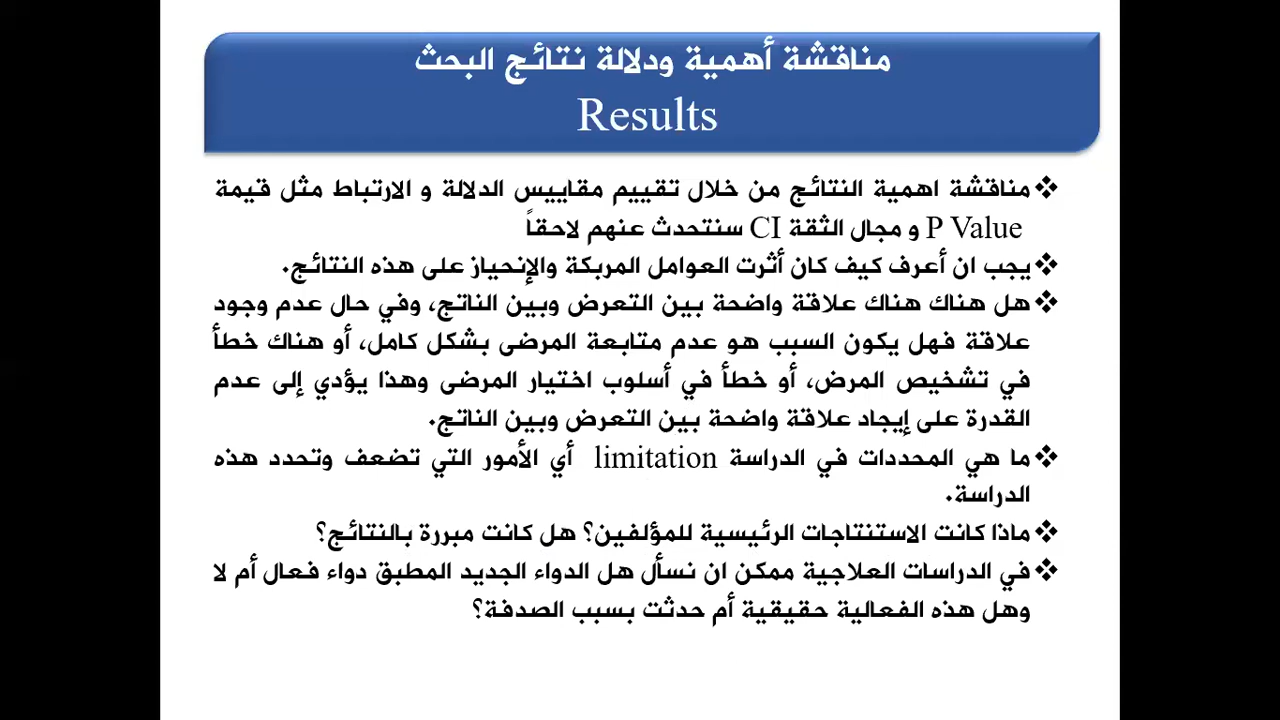 مناقشة أهمية ودلالة نتائج البحث
Results
❖مناقشة اهمية النتائج من خلال تقييم مقاييس الدلالة و الارتباط مثل قيمة
P Value و مجال الثقة CI سنتحدث عنهم لاحقاً
❖يجب ان أعرف كيف كان أثرت العوامل المربكة والإنحياز على هذه النتائج.
❖هل هناك هناك علاقة واضحة بين التعرض وبين الناتج، وفي حال عدم وجود
علاقة فهل يكون السبب هو عدم متابعة المرضى بشكل كامل، أو هناك خطأ
في تشخيص المرض، أو خطأ في أسلوب اختيار المرضى وهذا يؤدي إلى عدم
القدرة على إيجاد علاقة واضحة بين التعرض وبين الناتج.
❖ما هي المحددات في الدراسة limitation أي الأمور التي تضعف وتحدد هذه
الدراسة.
❖ماذا كانت الاستنتاجات الرئيسية للمؤلفين؟ هل كانت مبررة بالنتائج؟
❖في الدراسات العلاجية ممكن ان نسأل هل الدواء الجديد المطبق دواء فعال أم لا
وهل هذه الفعالية حقيقية أم حدثت بسبب الصدفة؟